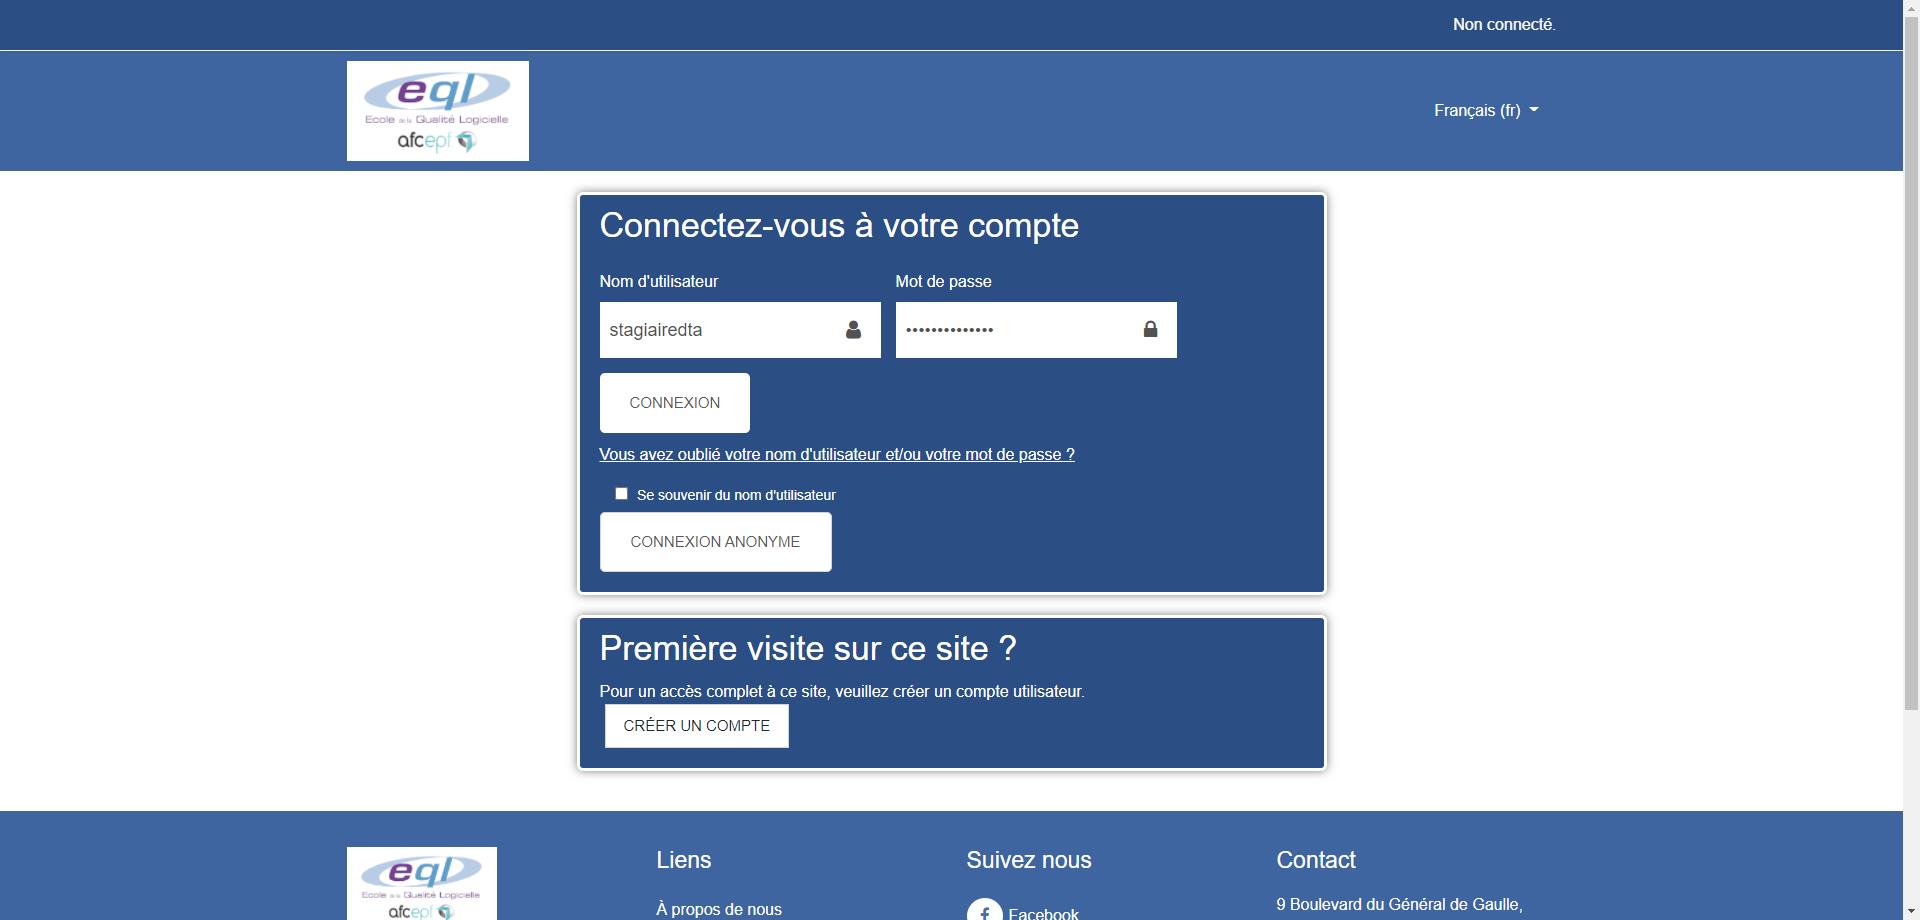 Non connecté.
eql
Ecole de la Qualité Logicielle
afcepf
Français (fr)
Connectez-vous à votre compte
Nom d'utilisateur
Mot de passe
stagiairedta
••••••••••••••
CONNEXION
Vous avez oublié votre nom d'utilisateur et/ou votre mot de passe ?
Se souvenir du nom d'utilisateur
CONNEXION ANONYME
Première visite sur ce site ?
Pour un accès complet à ce site, veuillez créer un compte utilisateur.
CRÉER UN COMPTE
eql
Ecole de la Qualité Logicielle
afcepf
Liens
À propos de nous
Suivez nous
Facebook
Contact
9 Boulevard du Général de Gaulle,